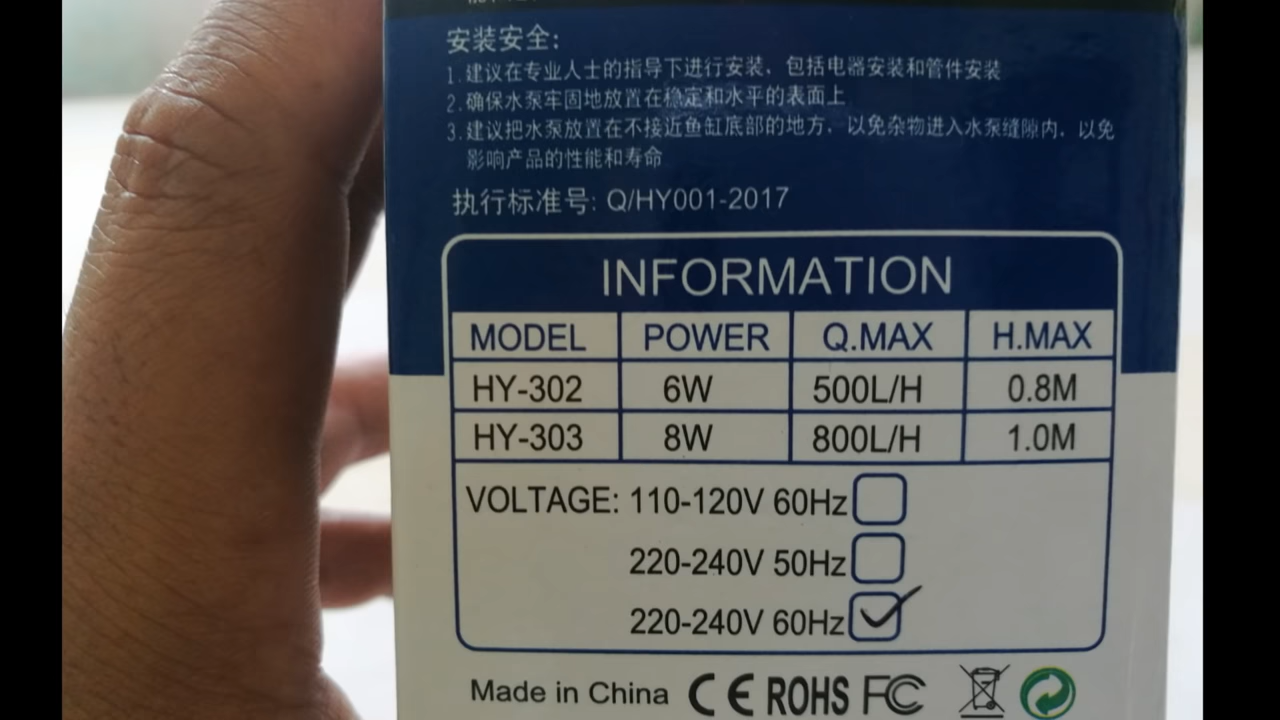 安装安全:
1.建议在专业人士的指导下进行安装，包括电器安装和管件安装
2.确保水泵牢固地放置在稳定和水平的表面上
3.建议把水泵放置在不接近鱼缸底部的地方，以免杂物进入水泵缝隙内，以免
影响产品的性能和寿命
执行标准号: Q/HY001-2017
INFORMATION
MODEL POWER Q.MAX H.MAX
HY-302 6W 500L/H 0.8M
HY-303 8W 800L/H 1.0M
VOLTAGE: 110-120V 60Hz
220-240V 50Hz
220-240V 60Hz
Made in China CE ROHS FC